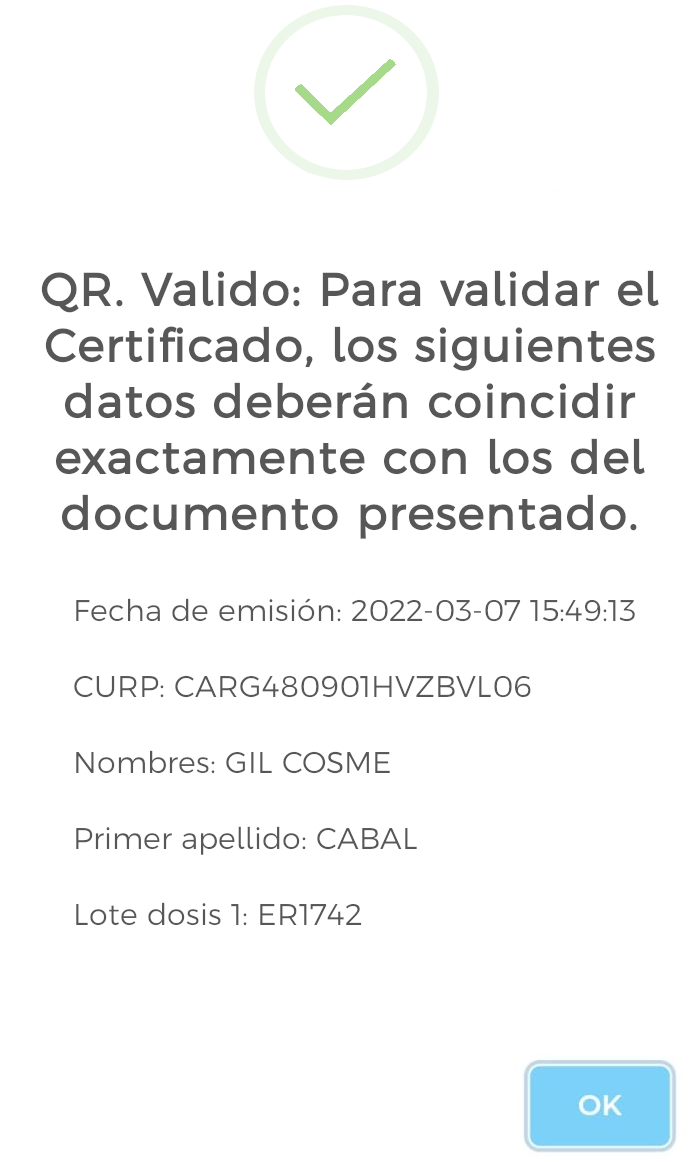 QR. Valido: Para validar el
Certificado, los siguientes
datos deberán coincidir
exactamente con los del
documento presentado.
Fecha de emisión: 2022-03-07 15:49:13
CURP: CARG480901HVZBVL06
Nombres: GIL COSME
Primer apellido: CABAL
Lote dosis 1: ER1742
OK